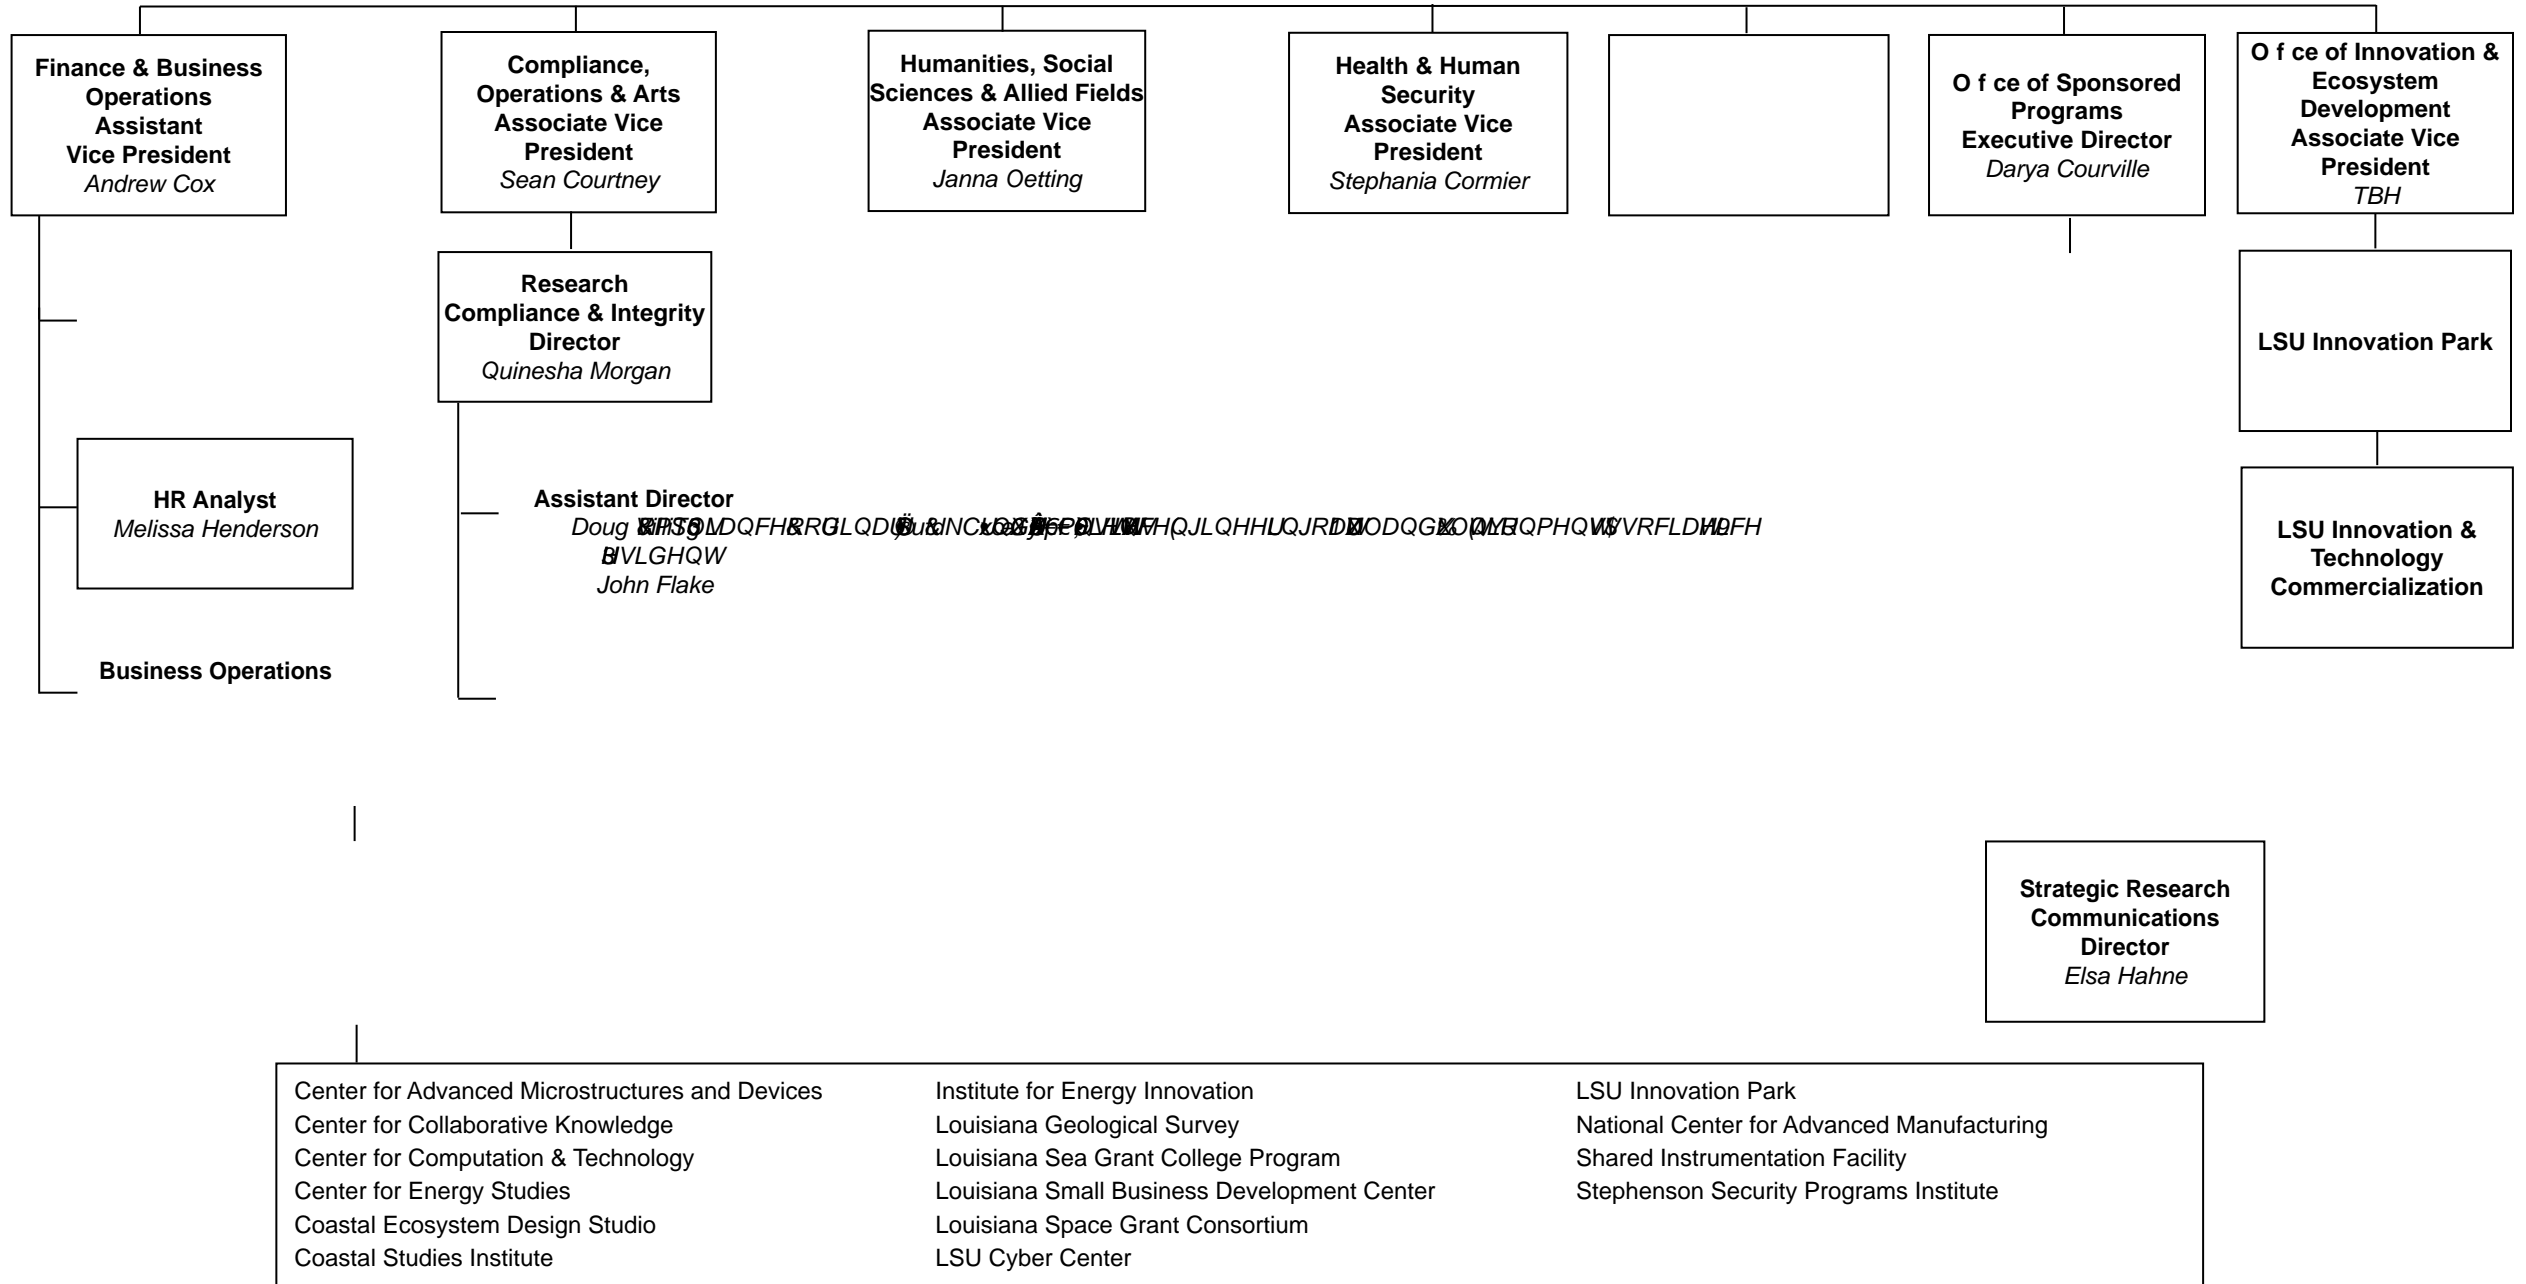 Finance & Business
Operations
Assistant
Vice President
Andrew Cox
Compliance,
Operations & Arts
Associate Vice
President
Sean Courtney
Humanities, Social
Sciences & Allied Fields
Associate Vice
President
Janna Oetting
Health & Human
Security
Associate Vice
President
Stephania Cormier
O f ce of Sponsored
Programs
Executive Director
Darya Courville
O f ce of Innovation &
Ecosystem
Development
Associate Vice
President
TBH
Research
Compliance & Integrity
Director
Quinesha Morgan
LSU Innovation Park
HR Analyst
Melissa Henderson
Assistant Director
Doug
John Flake
LSU Innovation &
Technology
Commercialization
Business Operations
Strategic Research
Communications
Director
Elsa Hahne
Center for Advanced Microstructures and Devices
Center for Collaborative Knowledge
Center for Computation & Technology
Center for Energy Studies
Coastal Ecosystem Design Studio
Coastal Studies Institute
Institute for Energy Innovation
Louisiana Geological Survey
Louisiana Sea Grant College Program
Louisiana Small Business Development Center
Louisiana Space Grant Consortium
LSU Cyber Center
LSU Innovation Park
National Center for Advanced Manufacturing
Shared Instrumentation Facility
Stephenson Security Programs Institute